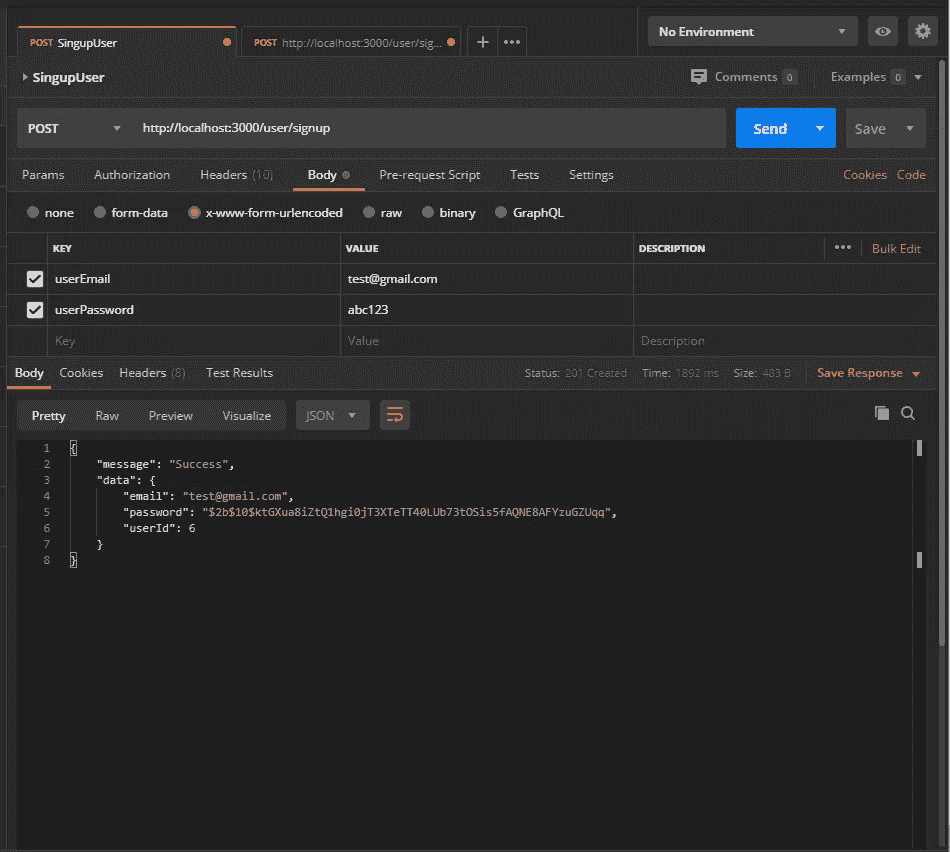 POST SingupUser POST http://localhost:3000/user/sig... + ••• No Environment
SingupUser Comments 0 Examples 0
POST http://localhost:3000/user/signup Send Save
Params Authorization Headers (10) Body Pre-request Script Tests Settings Cookies Code
none form-data x-www-form-urlencoded raw binary GraphQL
KEY VALUE DESCRIPTION ••• Bulk Edit
userEmail test@gmail.com
userPassword abc123
Key Value Description
Body Cookies Headers (8) Test Results Status: 201 Created Time: 1892 ms Size: 483 B Save Response
Pretty Raw Preview Visualize JSON
1 {
2 "message": "Success",
3 "data": {
4 "email": "test@gmail.com",
5 "password": "$2b$10$ktGXua8iZtQ1hgi0jT3XTeTT40LUb73tOSis5fAQNE8AFYzuGZUqq",
6 "userId": 6
7 }
8 }